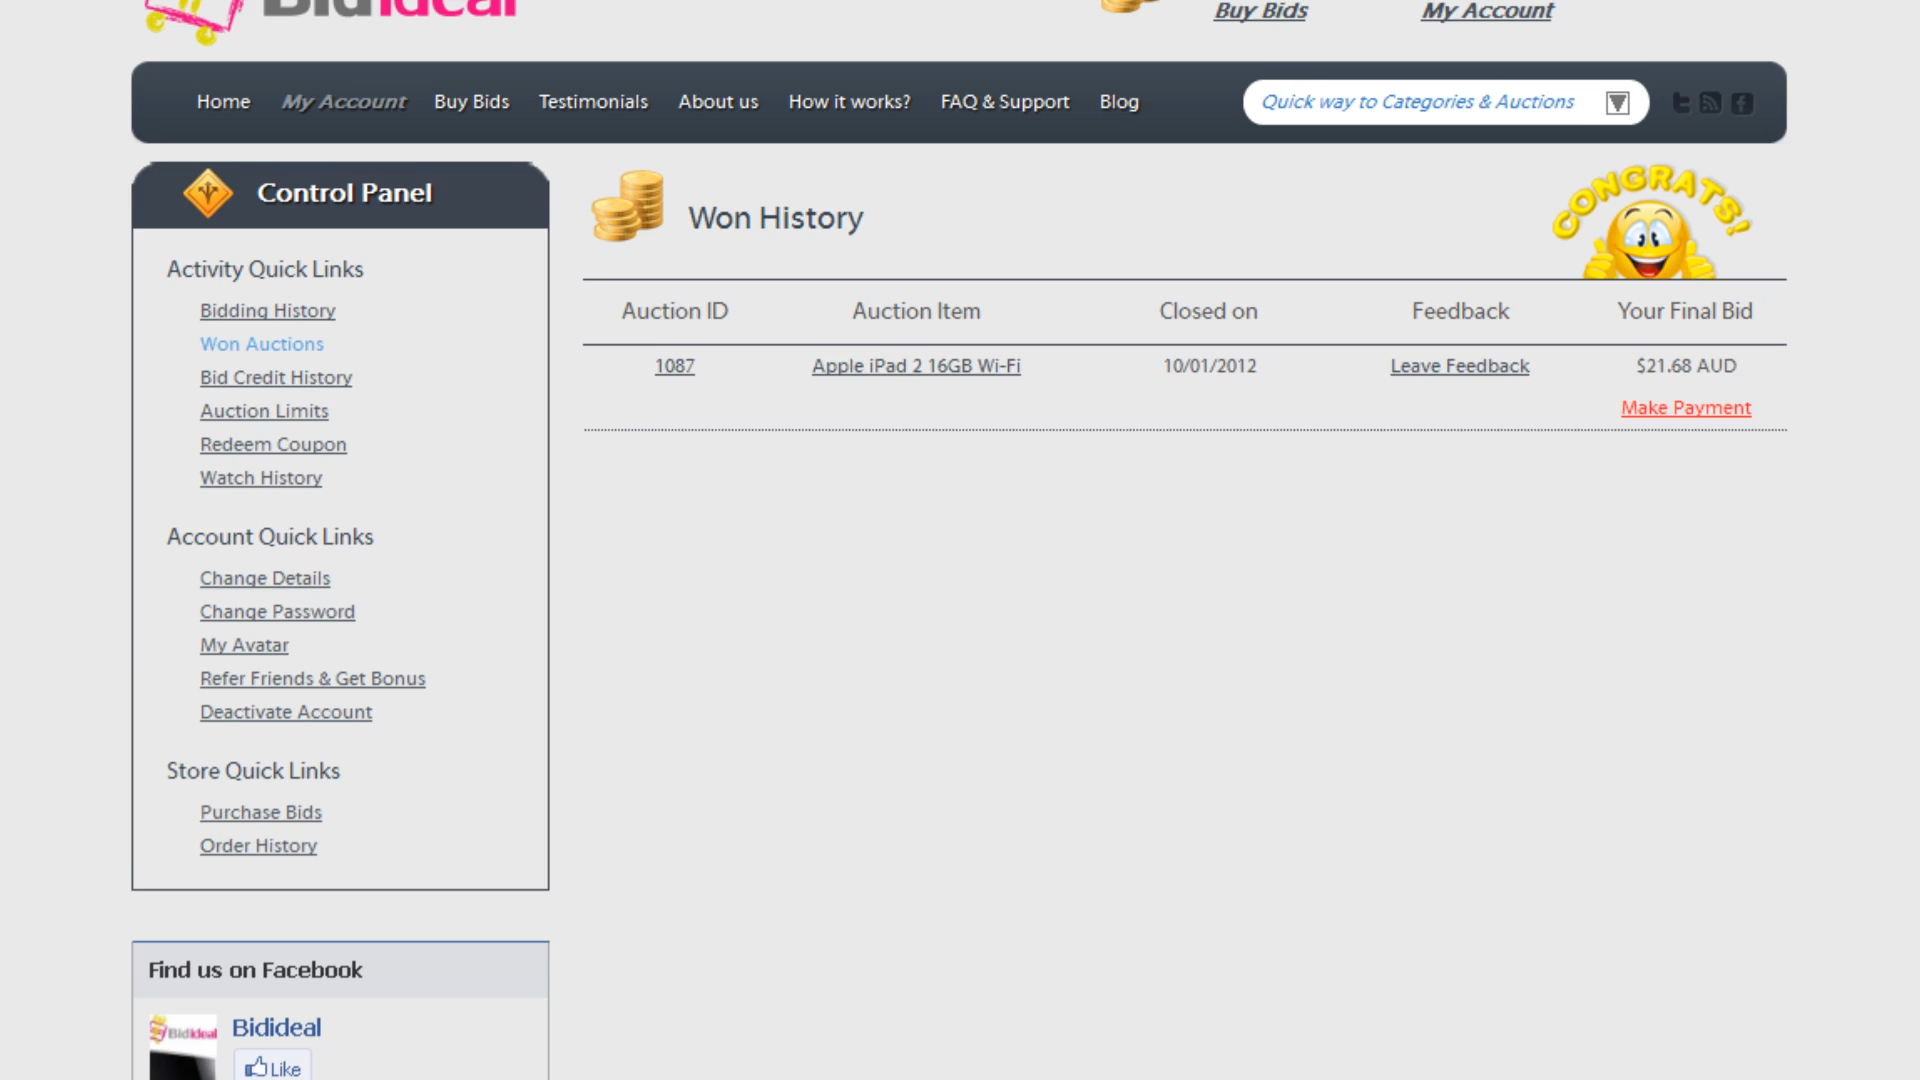 Bidideal
Buy Bids
My Account
Home My Account Buy Bids Testimonials About us How it works? FAQ & Support Blog Quick way to Categories & Auctions
Control Panel
Activity Quick Links
Bidding History
Won Auctions
Bid Credit History
Auction Limits
Redeem Coupon
Watch History
Account Quick Links
Change Details
Change Password
My Avatar
Refer Friends & Get Bonus
Deactivate Account
Store Quick Links
Purchase Bids
Order History
Find us on Facebook
Bidideal
Bidideal
Like
Won History
CONGRATS!
Auction ID Auction Item Closed on Feedback Your Final Bid
1087 Apple iPad 2 16GB Wi-Fi 10/01/2012 Leave Feedback $21.68 AUD
Make Payment